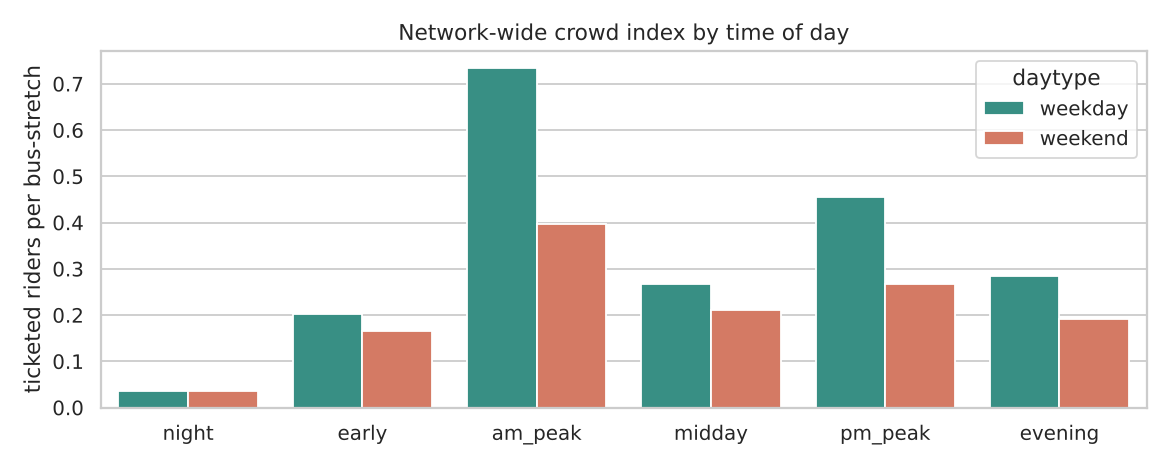 Network-wide crowd index by time of day
ticketed riders per bus-stretch
0.7
0.6
0.5
0.4
0.3
0.2
0.1
0.0
night early am_peak midday pm_peak evening
daytype
weekday
weekend